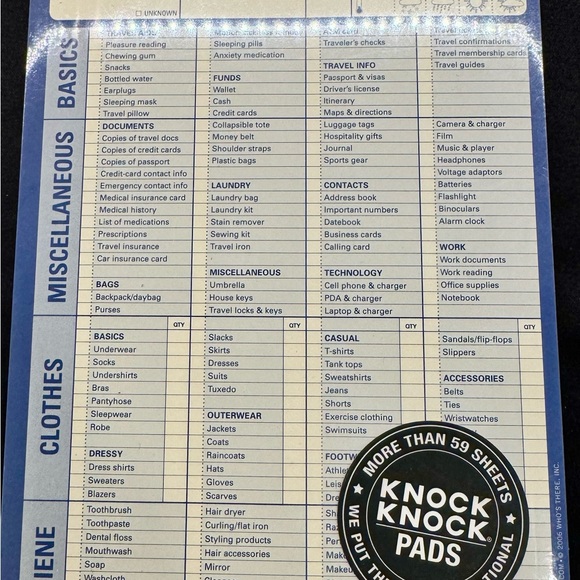 UNKNOWN
BASICS
Pleasure reading
Chewing gum
Snacks
Bottled water
Earplugs
Sleeping mask
Travel pillow
Sleeping pills
Anxiety medication
FUNDS
Wallet
Cash
Credit cards
Traveler's checks
TRAVEL INFO
Passport & visas
Driver's license
Itinerary
Maps & directions
Travel confirmations
Travel membership cards
Travel guides
MISCELLANEOUS
DOCUMENTS
Copies of travel docs
Copies of credit cards
Copies of passport
Credit-card contact info
Emergency contact info
Medical insurance card
Medical history
List of medications
Prescriptions
Travel insurance
Car insurance card
BAGS
Backpack/daybag
Purses
Collapsible tote
Money belt
Shoulder straps
Plastic bags
LAUNDRY
Laundry bag
Laundry kit
Stain remover
Sewing kit
Travel iron
MISCELLANEOUS
Umbrella
House keys
Travel locks & keys
Luggage tags
Hospitality gifts
Journal
Sports gear
CONTACTS
Address book
Important numbers
Datebook
Business cards
Calling card
TECHNOLOGY
Cell phone & charger
PDA & charger
Laptop & charger
Camera & charger
Film
Music & player
Headphones
Voltage adaptors
Batteries
Flashlight
Binoculars
Alarm clock
WORK
Work documents
Work reading
Office supplies
Notebook
CLOTHES
QTY
BASICS
Underwear
Socks
Undershirts
Bras
Pantyhose
Sleepwear
Robe
DRESSY
Dress shirts
Sweaters
Blazers
QTY
Slacks
Skirts
Dresses
Suits
Tuxedo
OUTERWEAR
Jackets
Coats
Raincoats
Hats
Gloves
Scarves
QTY
CASUAL
T-shirts
Tank tops
Sweatshirts
Jeans
Shorts
Exercise clothing
Swimsuits
QTY
Sandals/flip-flops
Slippers
ACCESSORIES
Belts
Ties
Wristwatches
Toothbrush
Toothpaste
Dental floss
Mouthwash
Soap
Washcloth
Hair dryer
Curling/flat iron
Styling products
Hair accessories
Mirror
MORE THAN 59 SHEETS
KNOCK
KNOCK®
PADS
WE PUT TH
© 2006 WHO'S THERE, INC.